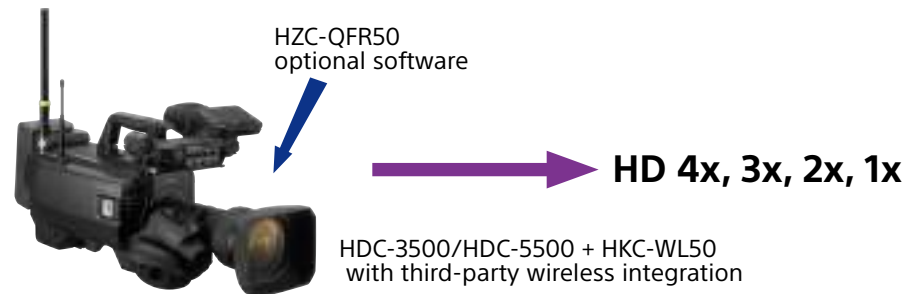 HZC-QFR50
optional software
HD 4x, 3x, 2x, 1x
HDC-3500/HDC-5500 + HKC-WL50
with third-party wireless integration